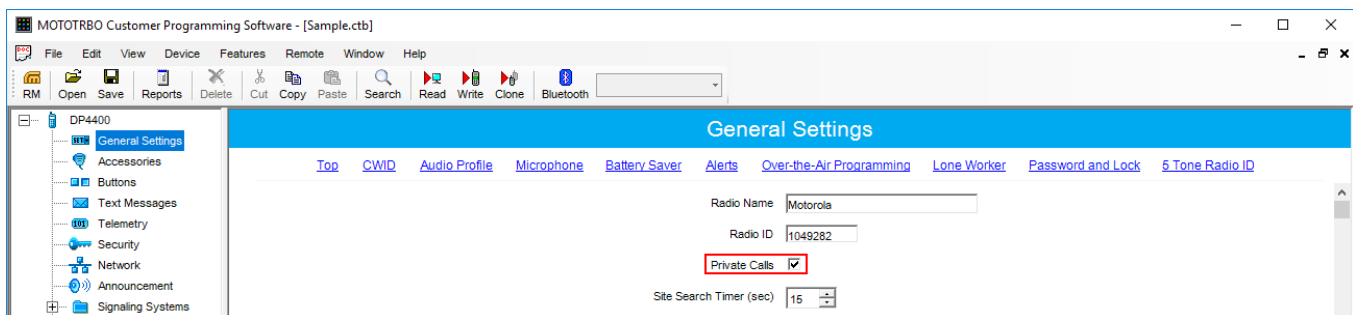 MOTOTRBO Customer Programming Software - [Sample.ctb]
File Edit View Device Features Remote Window Help
RM Open Save Reports Delete Cut Copy Paste Search Read Write Clone Bluetooth
DP4400
General Settings
Accessories
Buttons
Text Messages
Telemetry
Security
Network
Announcement
Signaling Systems
General Settings
Top CWID Audio Profile Microphone Battery Saver Alerts Over-the-Air Programming Lone Worker Password and Lock 5 Tone Radio ID
Radio Name Motorola
Radio ID 1049282
Private Calls
Site Search Timer (sec) 15